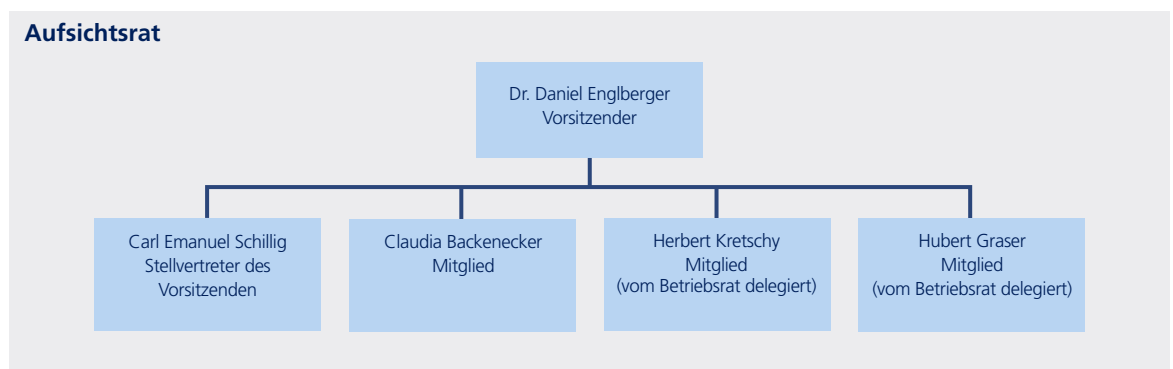 Aufsichtsrat
Dr. Daniel Englberger
Vorsitzender
Carl Emanuel Schillig
Stellvertreter des
Vorsitzenden
Claudia Backenecker
Mitglied
Herbert Kretschy
Mitglied
(vom Betriebsrat delegiert)
Hubert Graser
Mitglied
(vom Betriebsrat delegiert)